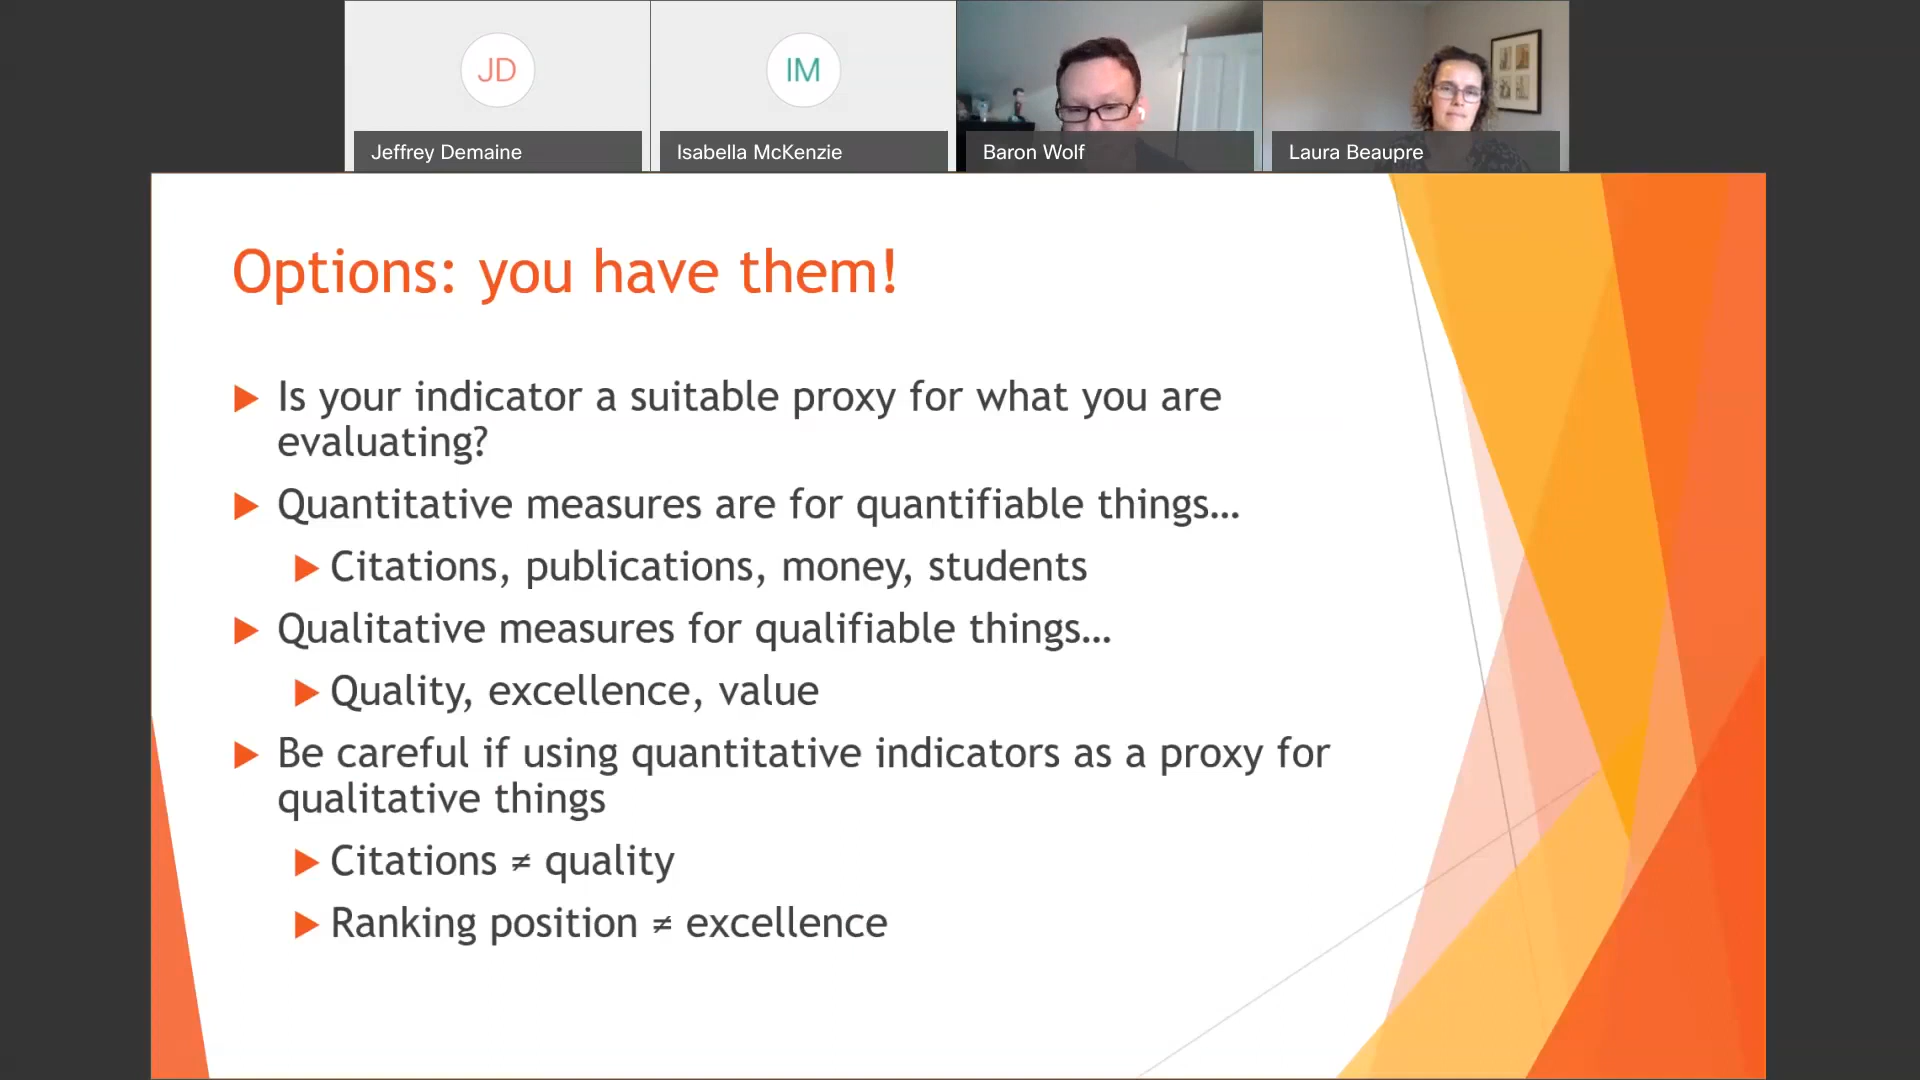 JD
IM
Jeffrey Demaine
Isabella McKenzie
Baron Wolf
Laura Beaupre
Options: you have them!
Is your indicator a suitable proxy for what you are
evaluating?
Quantitative measures are for quantifiable things…
Citations, publications, money, students
Qualitative measures for qualifiable things…
Quality, excellence, value
Be careful if using quantitative indicators as a proxy for
qualitative things
Citations ≠ quality
Ranking position ≠ excellence